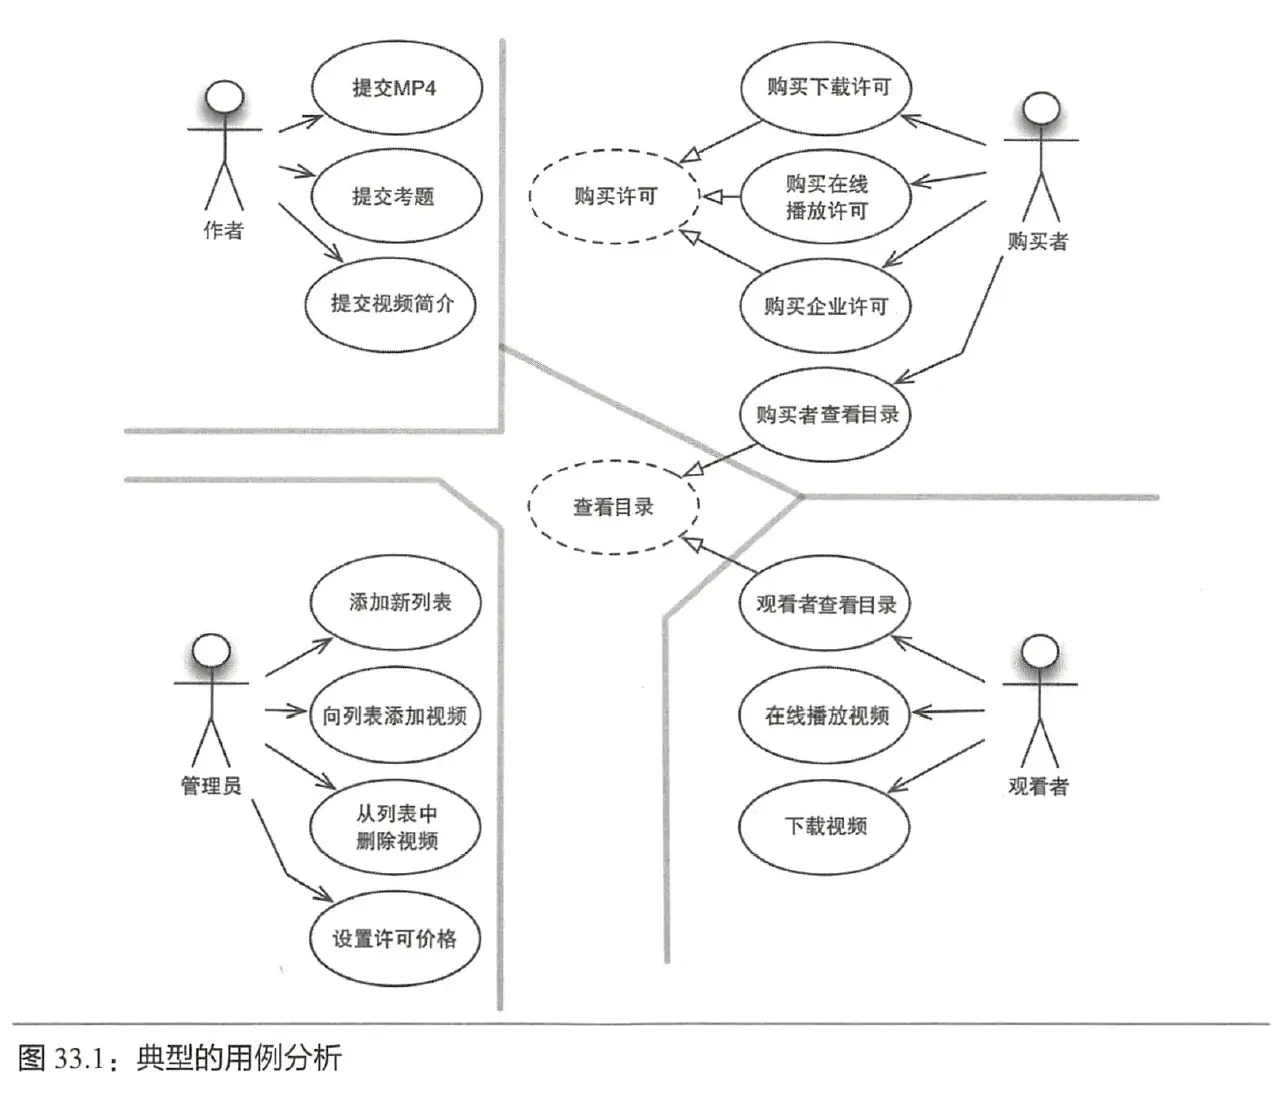 提交MP4
提交考题
提交视频简介
作者
购买下载许可
购买许可
购买在线
播放许可
购买企业许可
购买者查看目录
购买者
查看目录
添加新列表
向列表添加视频
从列表中
删除视频
设置许可价格
管理员
观看者查看目录
在线播放视频
下载视频
观看者
图 33.1：典型的用例分析